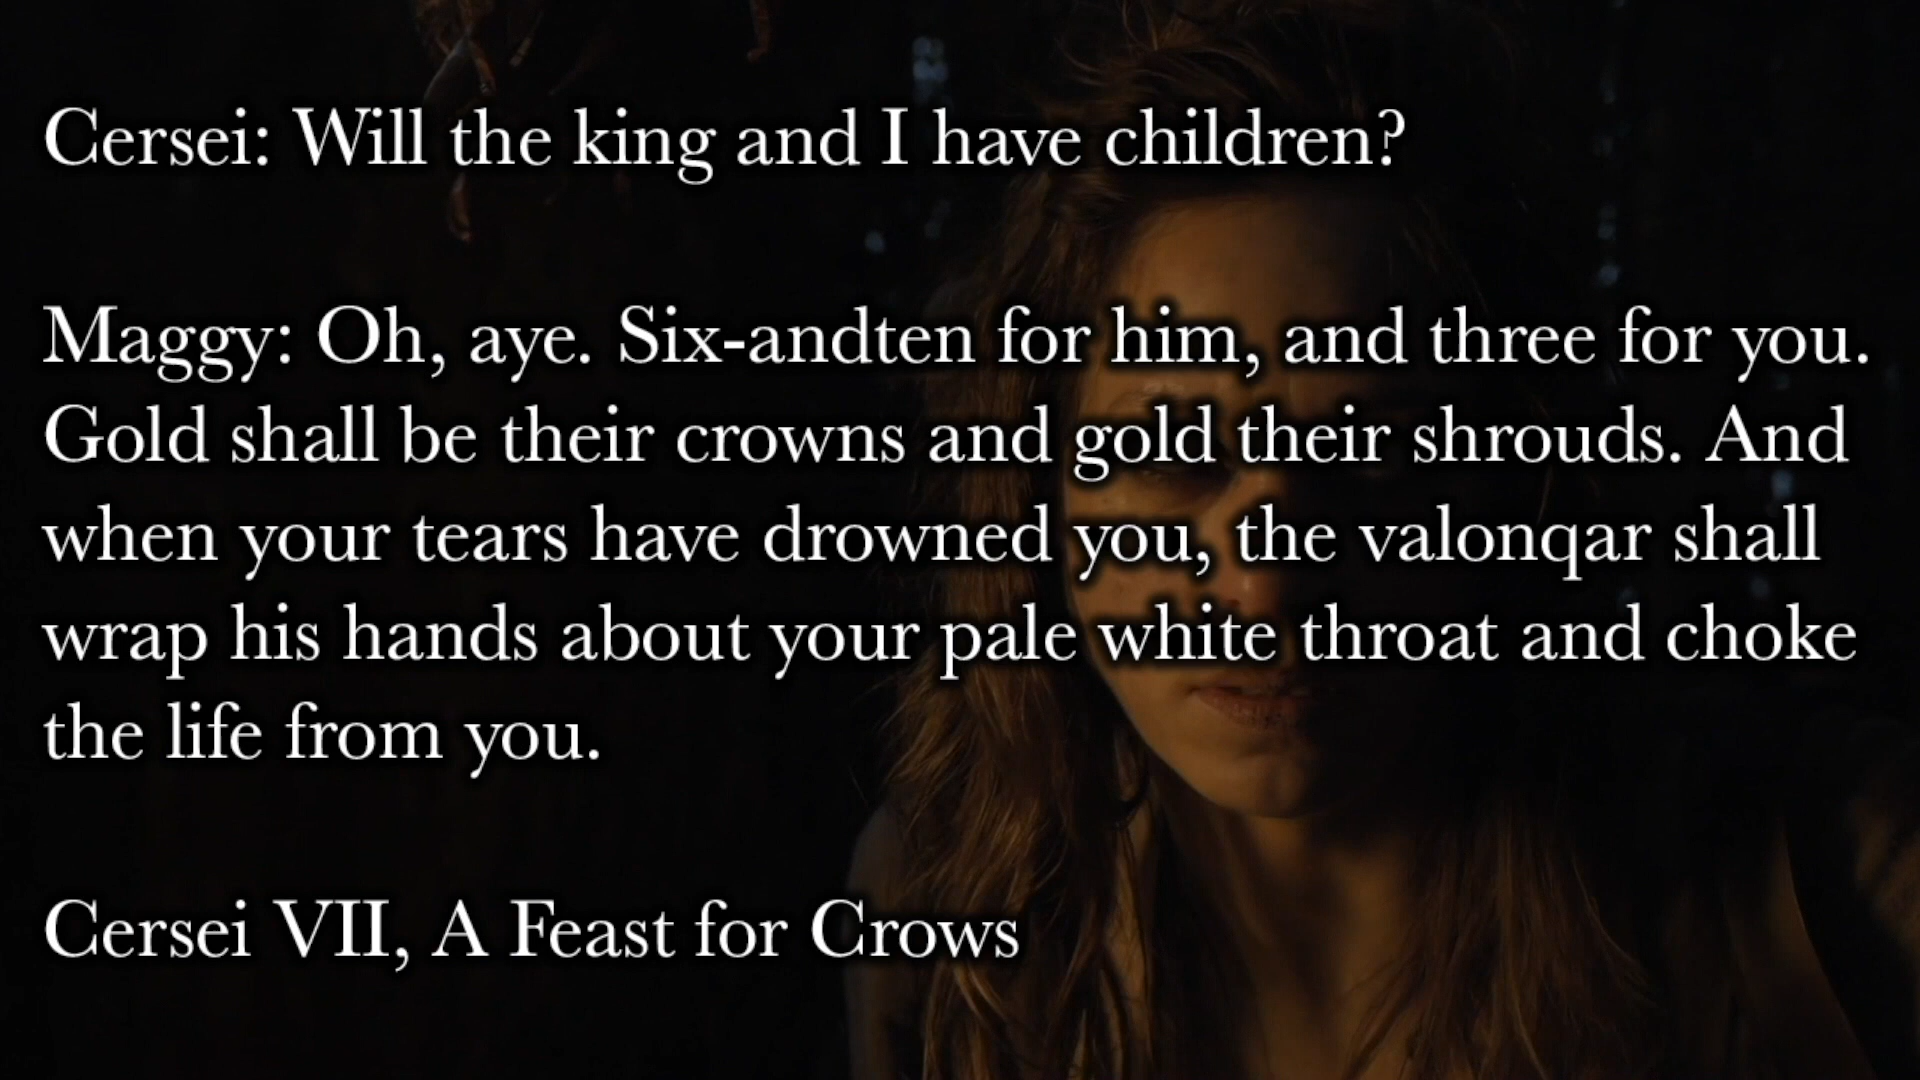 Cersei: Will the king and I have children?
Maggy: Oh, aye. Six-andten for him, and three for you.
Gold shall be their crowns and gold their shrouds. And
when your tears have drowned you, the valonqar shall
wrap his hands about your pale white throat and choke
the life from you.
Cersei VII, A Feast for Crows